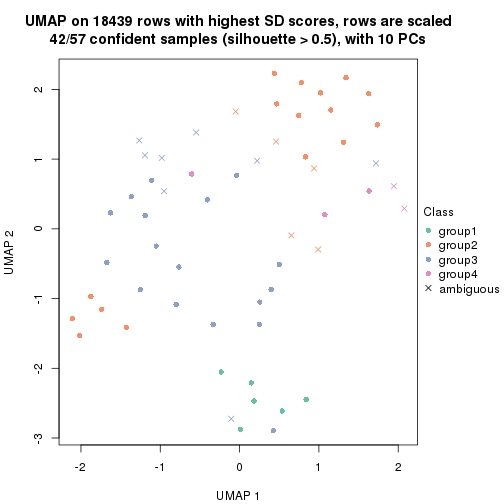 UMAP on 18439 rows with highest SD scores, rows are scaled
42/57 confident samples (silhouette > 0.5), with 10 PCs
2
1
0
-1
-2
-3
UMAP 2
-2
-1
0
1
2
UMAP 1
Class
group1
group2
group3
group4
ambiguous